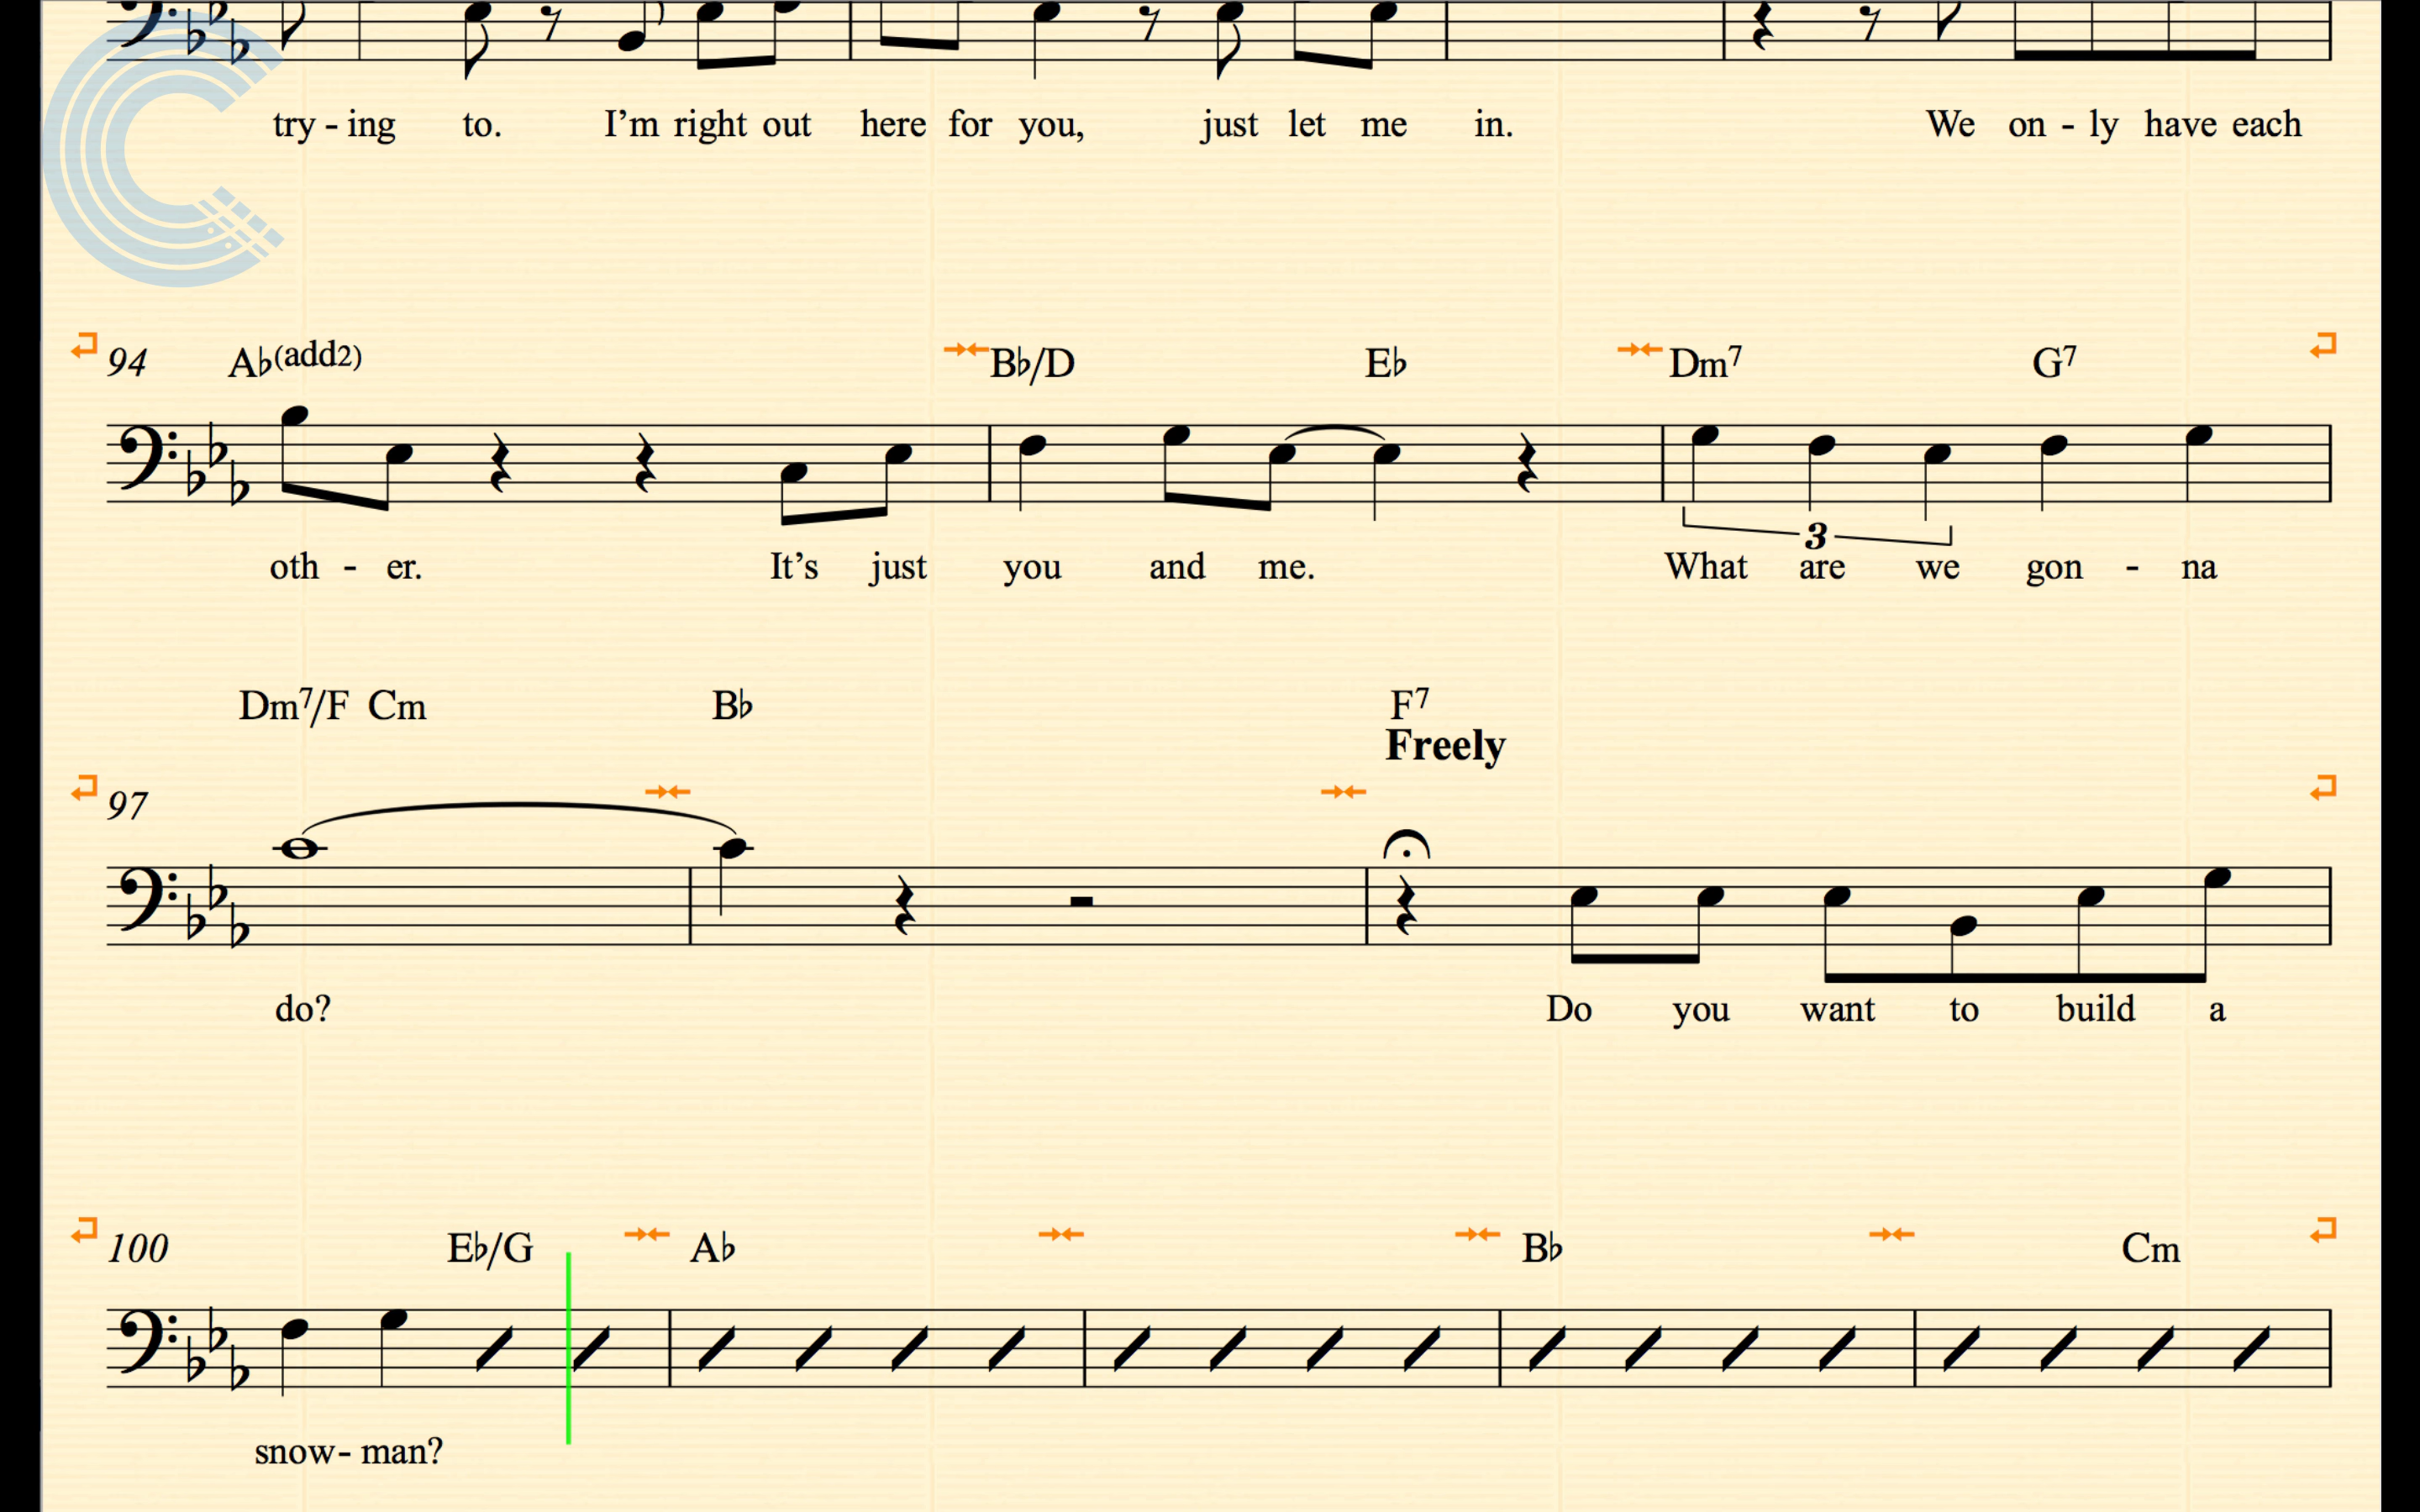 try - ing to. I’m right out here for you, just let me in. We on - ly have each
94 A♭(add2) B♭/D E♭ Dm7 G7
3
oth - er. It’s just you and me. What are we gon - na
Dm7/F Cm B♭ F7
Freely
97
do? Do you want to build a
100 E♭/G A♭ B♭ Cm
snow- man?